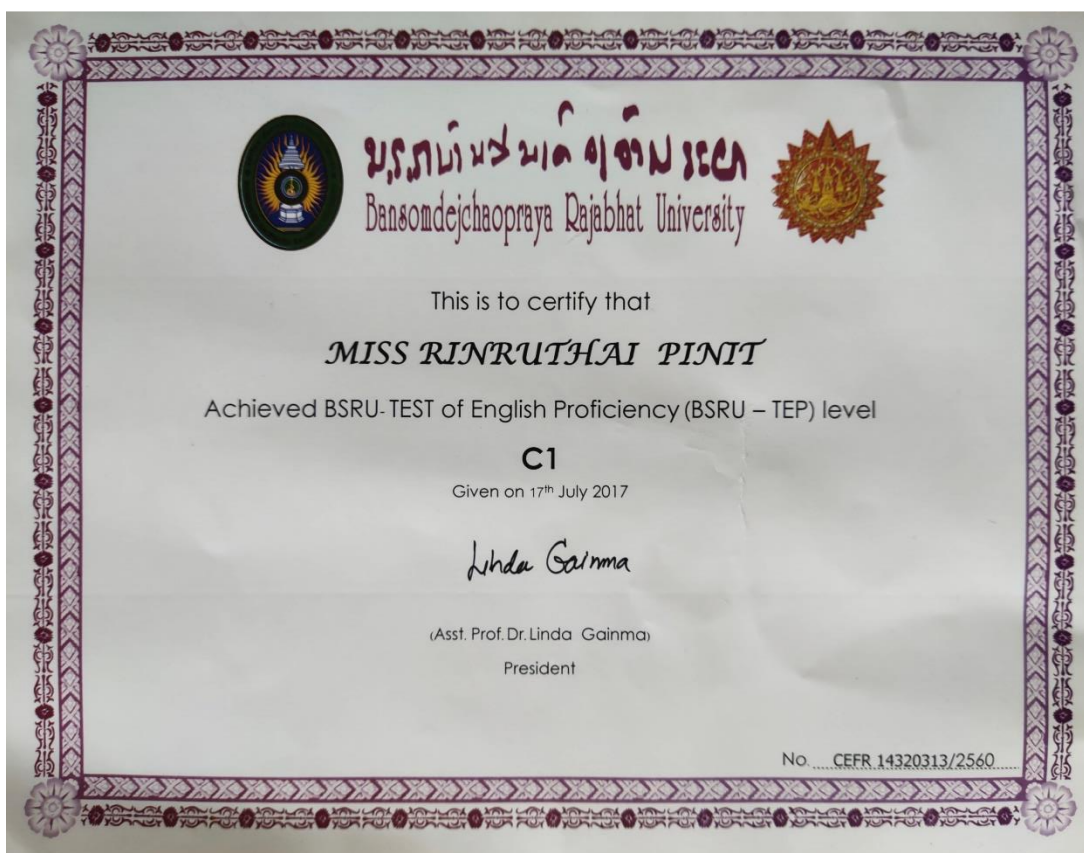 Bansomdejchaopraya Rajabhat University
This is to certify that
MISS RINRUTHAI PINIT
Achieved BSRU-TEST of English Proficiency (BSRU – TEP) level
C1
Given on 17th July 2017
Linda Gainma
(Asst. Prof. Dr. Linda Gainma)
President
No. CEFR 14320313/2560